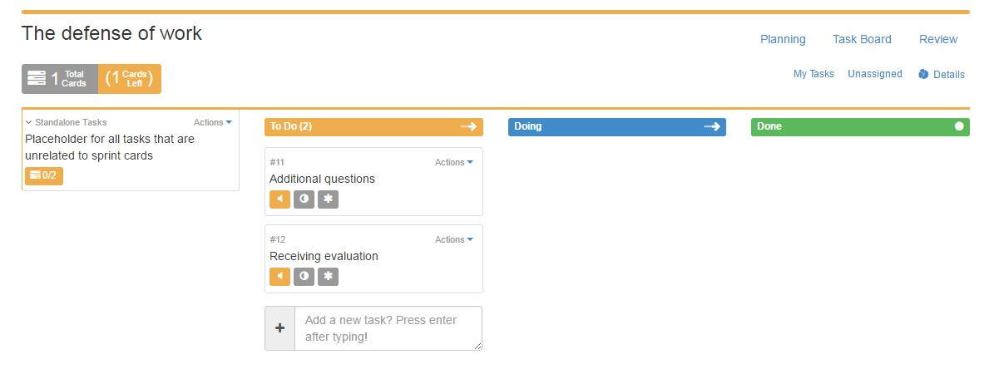 The defense of work
Planning Task Board Review
1 Total Cards (1 Cards Left)
My Tasks Unassigned Details
Standalone Tasks Actions
Placeholder for all tasks that are
unrelated to sprint cards
0/2
To Do (2)
#11 Actions
Additional questions
#12 Actions
Receiving evaluation
Add a new task? Press enter
after typing!
Doing
Done